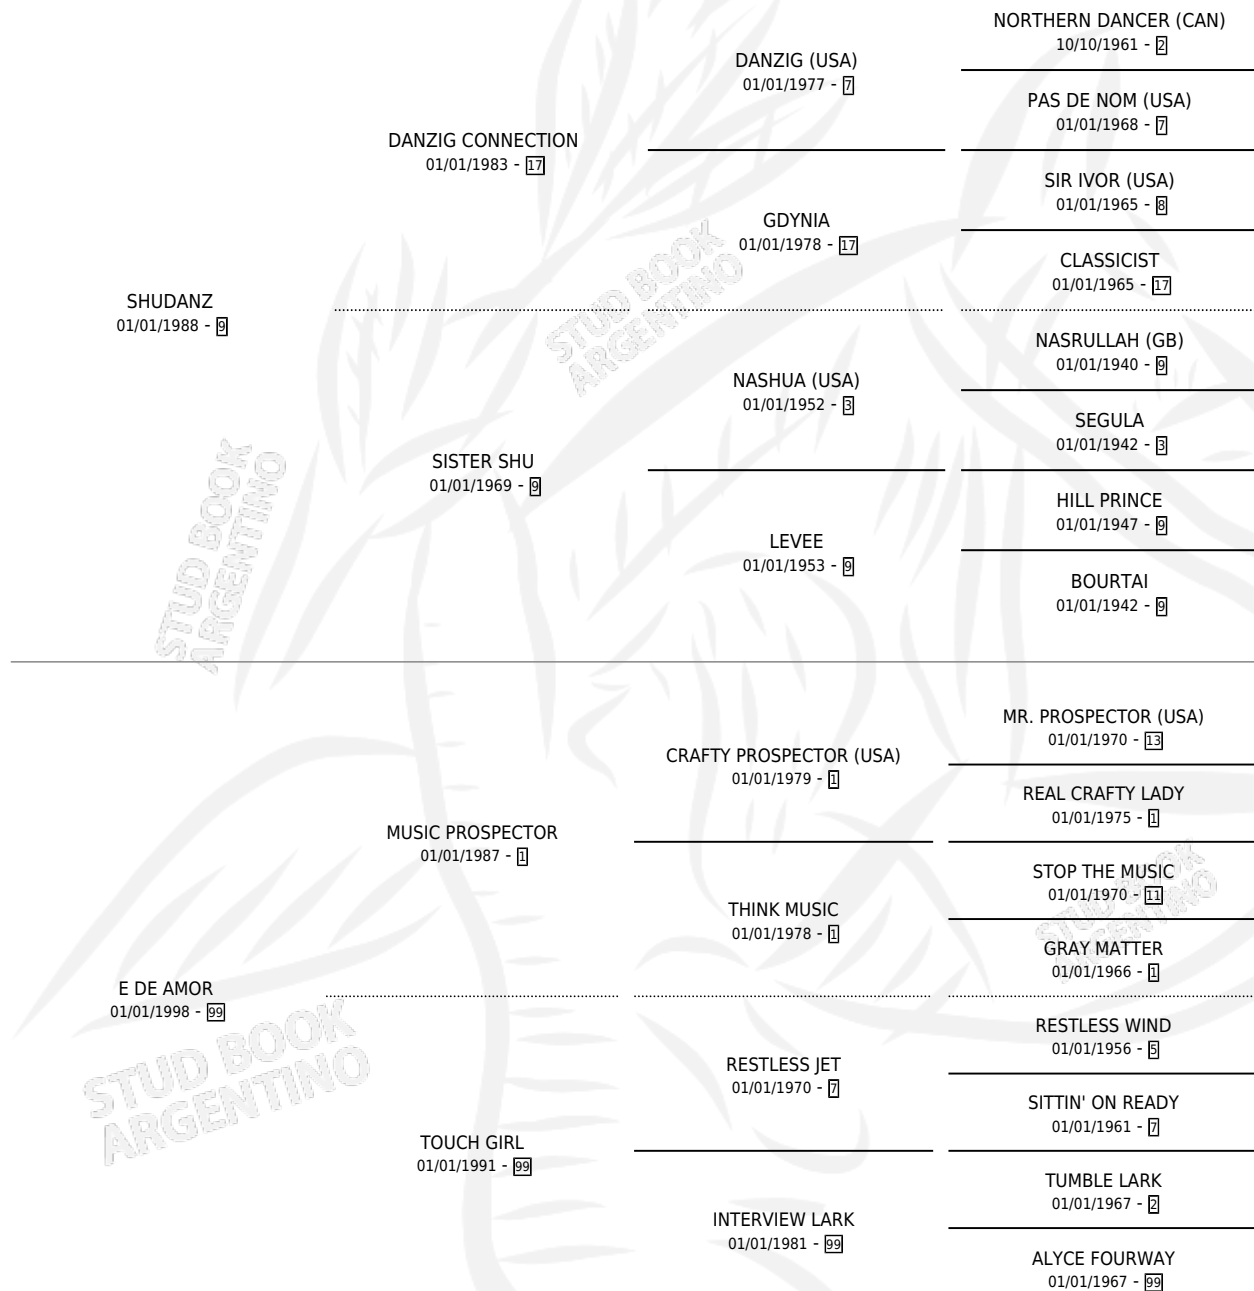 NORTHERN DANCER (CAN)
10/10/1961 - 2
DANZIG (USA)
01/01/1977 - 7
PAS DE NOM (USA)
01/01/1968 - 7
DANZIG CONNECTION
01/01/1983 - 17
SIR IVOR (USA)
01/01/1965 - 8
GDYNIA
01/01/1978 - 17
CLASSICIST
01/01/1965 - 17
SHUDANZ
01/01/1988 - 9
STUD BOOK
ARGENTINO
NASRULLAH (GB)
01/01/1940 - 9
NASHUA (USA)
01/01/1952 - 3
SEGULA
01/01/1942 - 3
SISTER SHU
01/01/1969 - 9
HILL PRINCE
01/01/1947 - 9
LEVEE
01/01/1953 - 9
BOURTAI
01/01/1942 - 9
STUD BOOK
ARGENTINO
MR. PROSPECTOR (USA)
01/01/1970 - 13
CRAFTY PROSPECTOR (USA)
01/01/1979 - 1
REAL CRAFTY LADY
01/01/1975 - 1
MUSIC PROSPECTOR
01/01/1987 - 1
STOP THE MUSIC
01/01/1970 - 11
THINK MUSIC
01/01/1978 - 1
GRAY MATTER
01/01/1966 - 1
STUD BOOK
ARGENTINO
E DE AMOR
01/01/1998 - 99
RESTLESS WIND
01/01/1956 - 5
RESTLESS JET
01/01/1970 - 7
SITTIN' ON READY
01/01/1961 - 7
STUD BOOK
ARGENTINO
TOUCH GIRL
01/01/1991 - 99
TUMBLE LARK
01/01/1967 - 2
INTERVIEW LARK
01/01/1981 - 99
ALYCE FOURWAY
01/01/1967 - 99